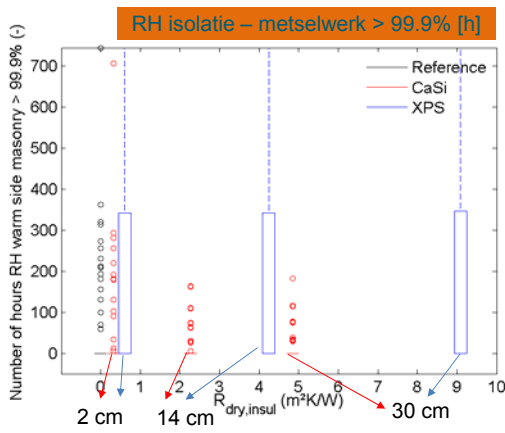 RH isolatie – metselwerk > 99.9% [h]
Number of hours RH warm side masonry > 99.9% (-)
700
600
500
400
300
200
100
0
Reference
CaSi
XPS
0 1 2 3 4 5 6 7 8 9 10
R dry,insul (m²K/W)
2 cm 14 cm 30 cm